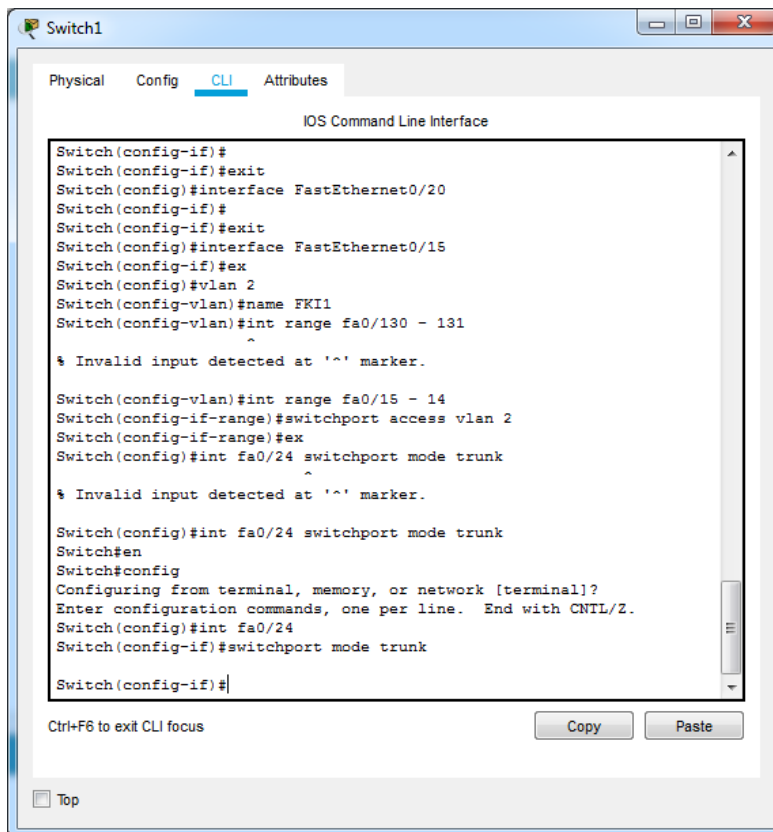 Switch1
Physical Config CLI Attributes
IOS Command Line Interface
Switch(config-if)#
Switch(config-if)#exit
Switch(config)#interface FastEthernet0/20
Switch(config-if)#
Switch(config-if)#exit
Switch(config)#interface FastEthernet0/15
Switch(config-if)#ex
Switch(config)#vlan 2
Switch(config-vlan)#name FKI1
Switch(config-vlan)#int range fa0/130 - 131
^
% Invalid input detected at '^' marker.
Switch(config-vlan)#int range fa0/15 - 14
Switch(config-if-range)#switchport access vlan 2
Switch(config-if-range)#ex
Switch(config)#int fa0/24 switchport mode trunk
^
% Invalid input detected at '^' marker.
Switch(config)#int fa0/24 switchport mode trunk
Switch#en
Switch#config
Configuring from terminal, memory, or network [terminal]?
Enter configuration commands, one per line. End with CNTL/Z.
Switch(config)#int fa0/24
Switch(config-if)#switchport mode trunk
Switch(config-if)#
Ctrl+F6 to exit CLI focus
Copy Paste
Top